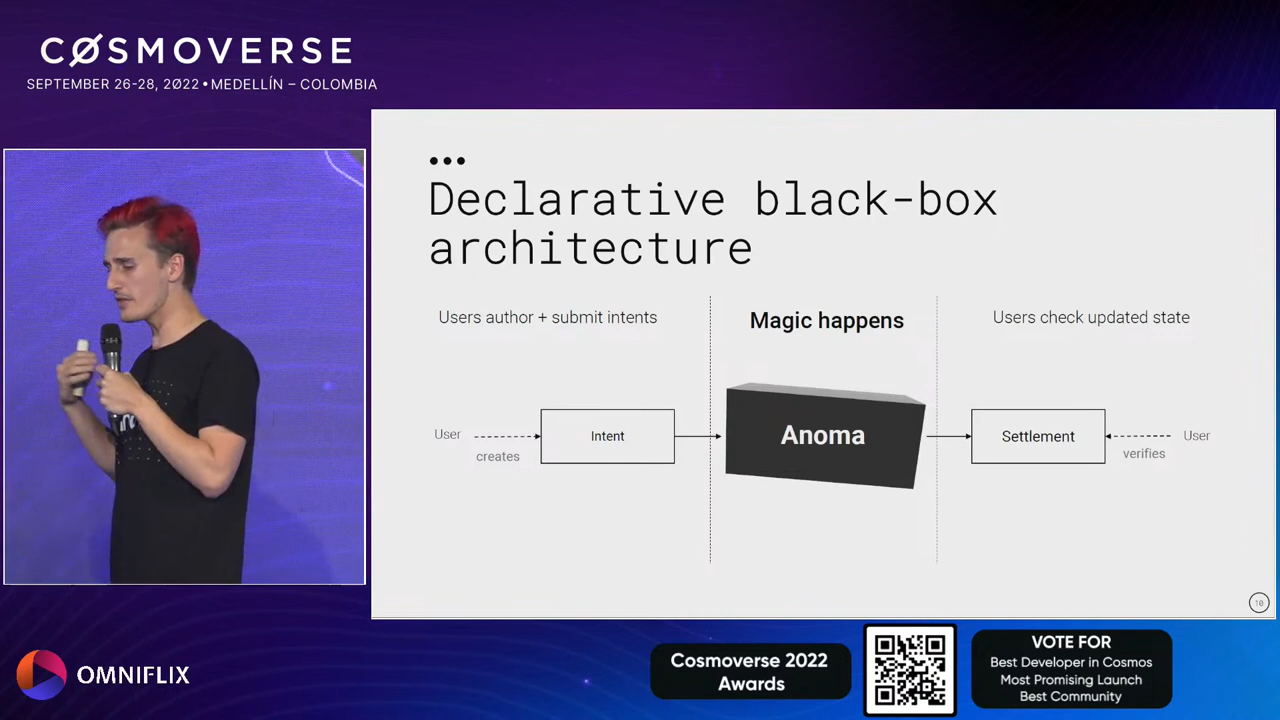 CØSMOVERSE
SEPTEMBER 26-28, 2022 • MEDELLÍN – COLOMBIA
Declarative black-box
architecture
Users author + submit intents
Magic happens
Users check updated state
User
creates
Intent
Anoma
Settlement
User
verifies
10
OMNIFLIX
Cosmoverse 2022
Awards
VOTE FOR
Best Developer in Cosmos
Most Promising Launch
Best Community